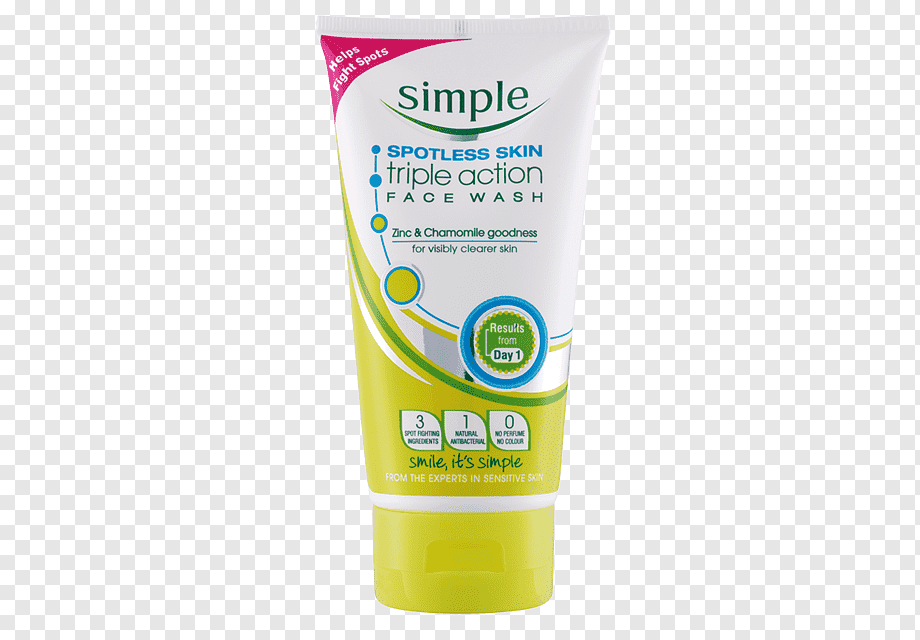 Helps
Fight Spots
simple
SPOTLESS SKIN
triple action
FACE WASH
Zinc & Chamomile goodness
for visibly clearer skin
Results
from
Day 1
3
SPOT FIGHTING
INGREDIENTS
1
NATURAL
ANTIBACTERIAL
0
NO PERFUME
NO COLOUR
smile, it's simple
FROM THE EXPERTS IN SENSITIVE SKIN